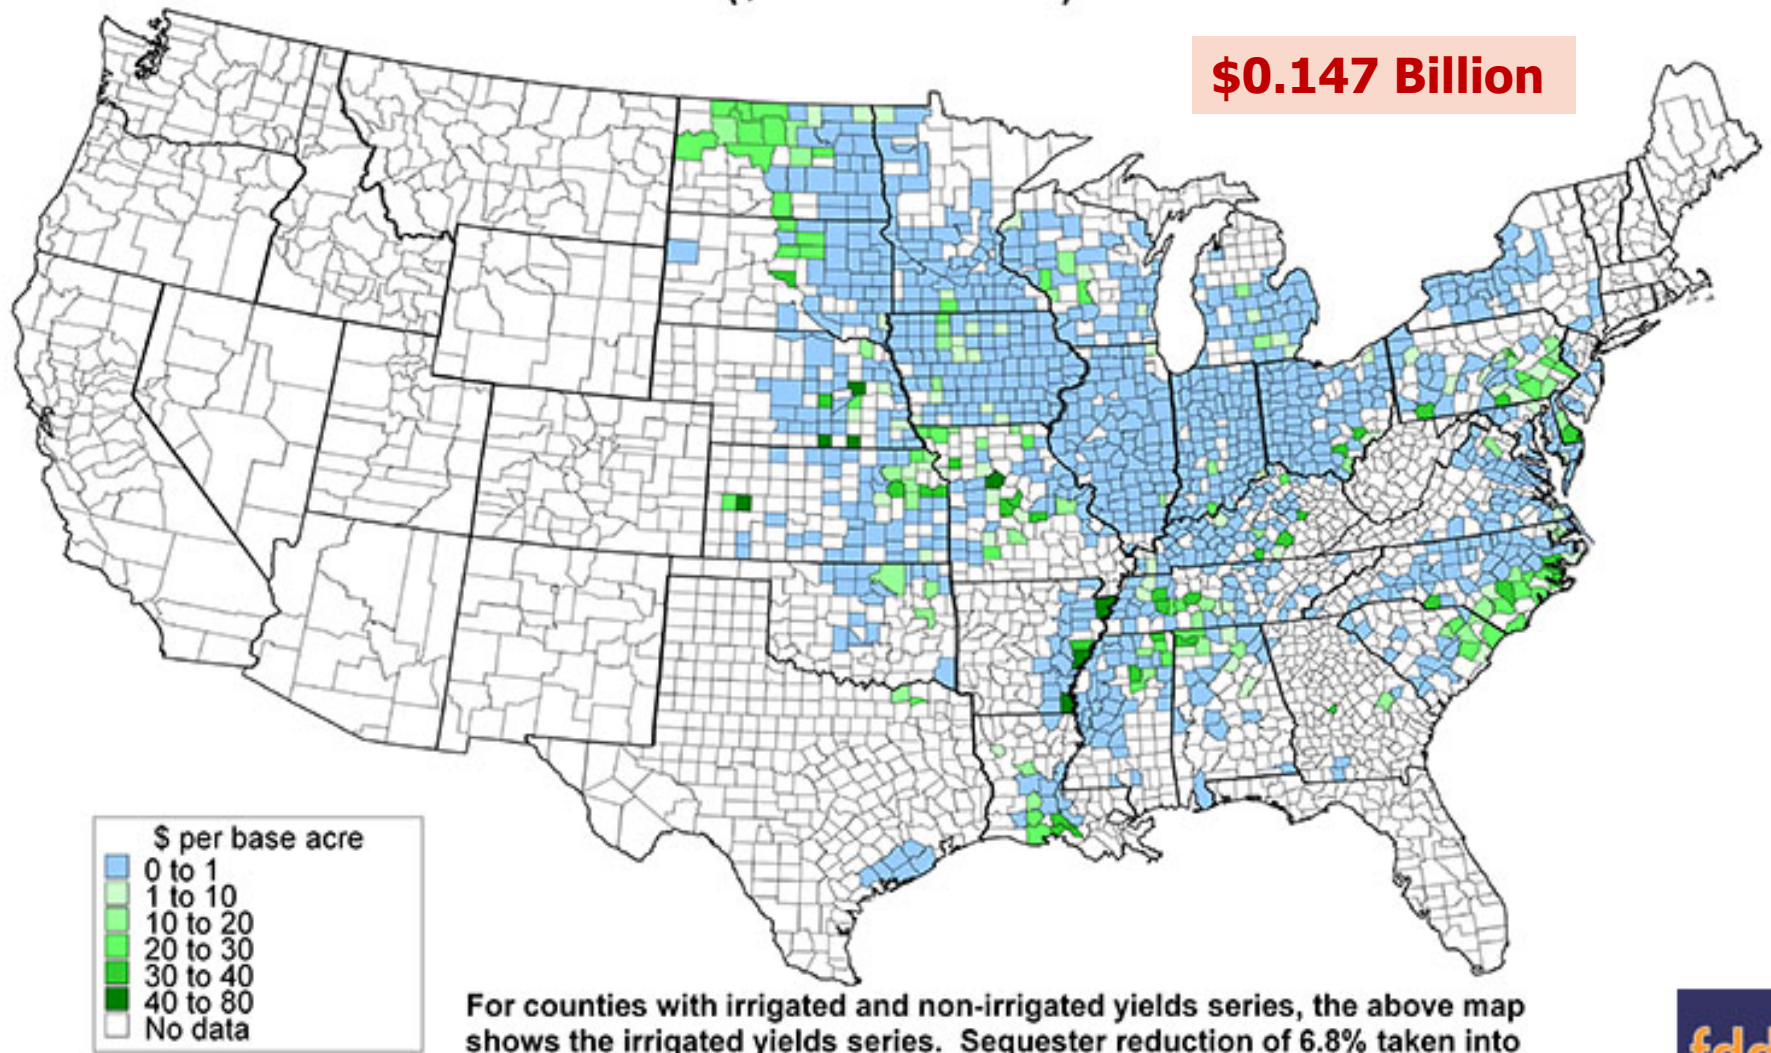 $0.147 Billion
$ per base acre
0 to 1
1 to 10
10 to 20
20 to 30
30 to 40
40 to 80
No data
For counties with irrigated and non-irrigated yields series, the above map
shows the irrigated yields series.  Sequester reduction of 6.8% taken into